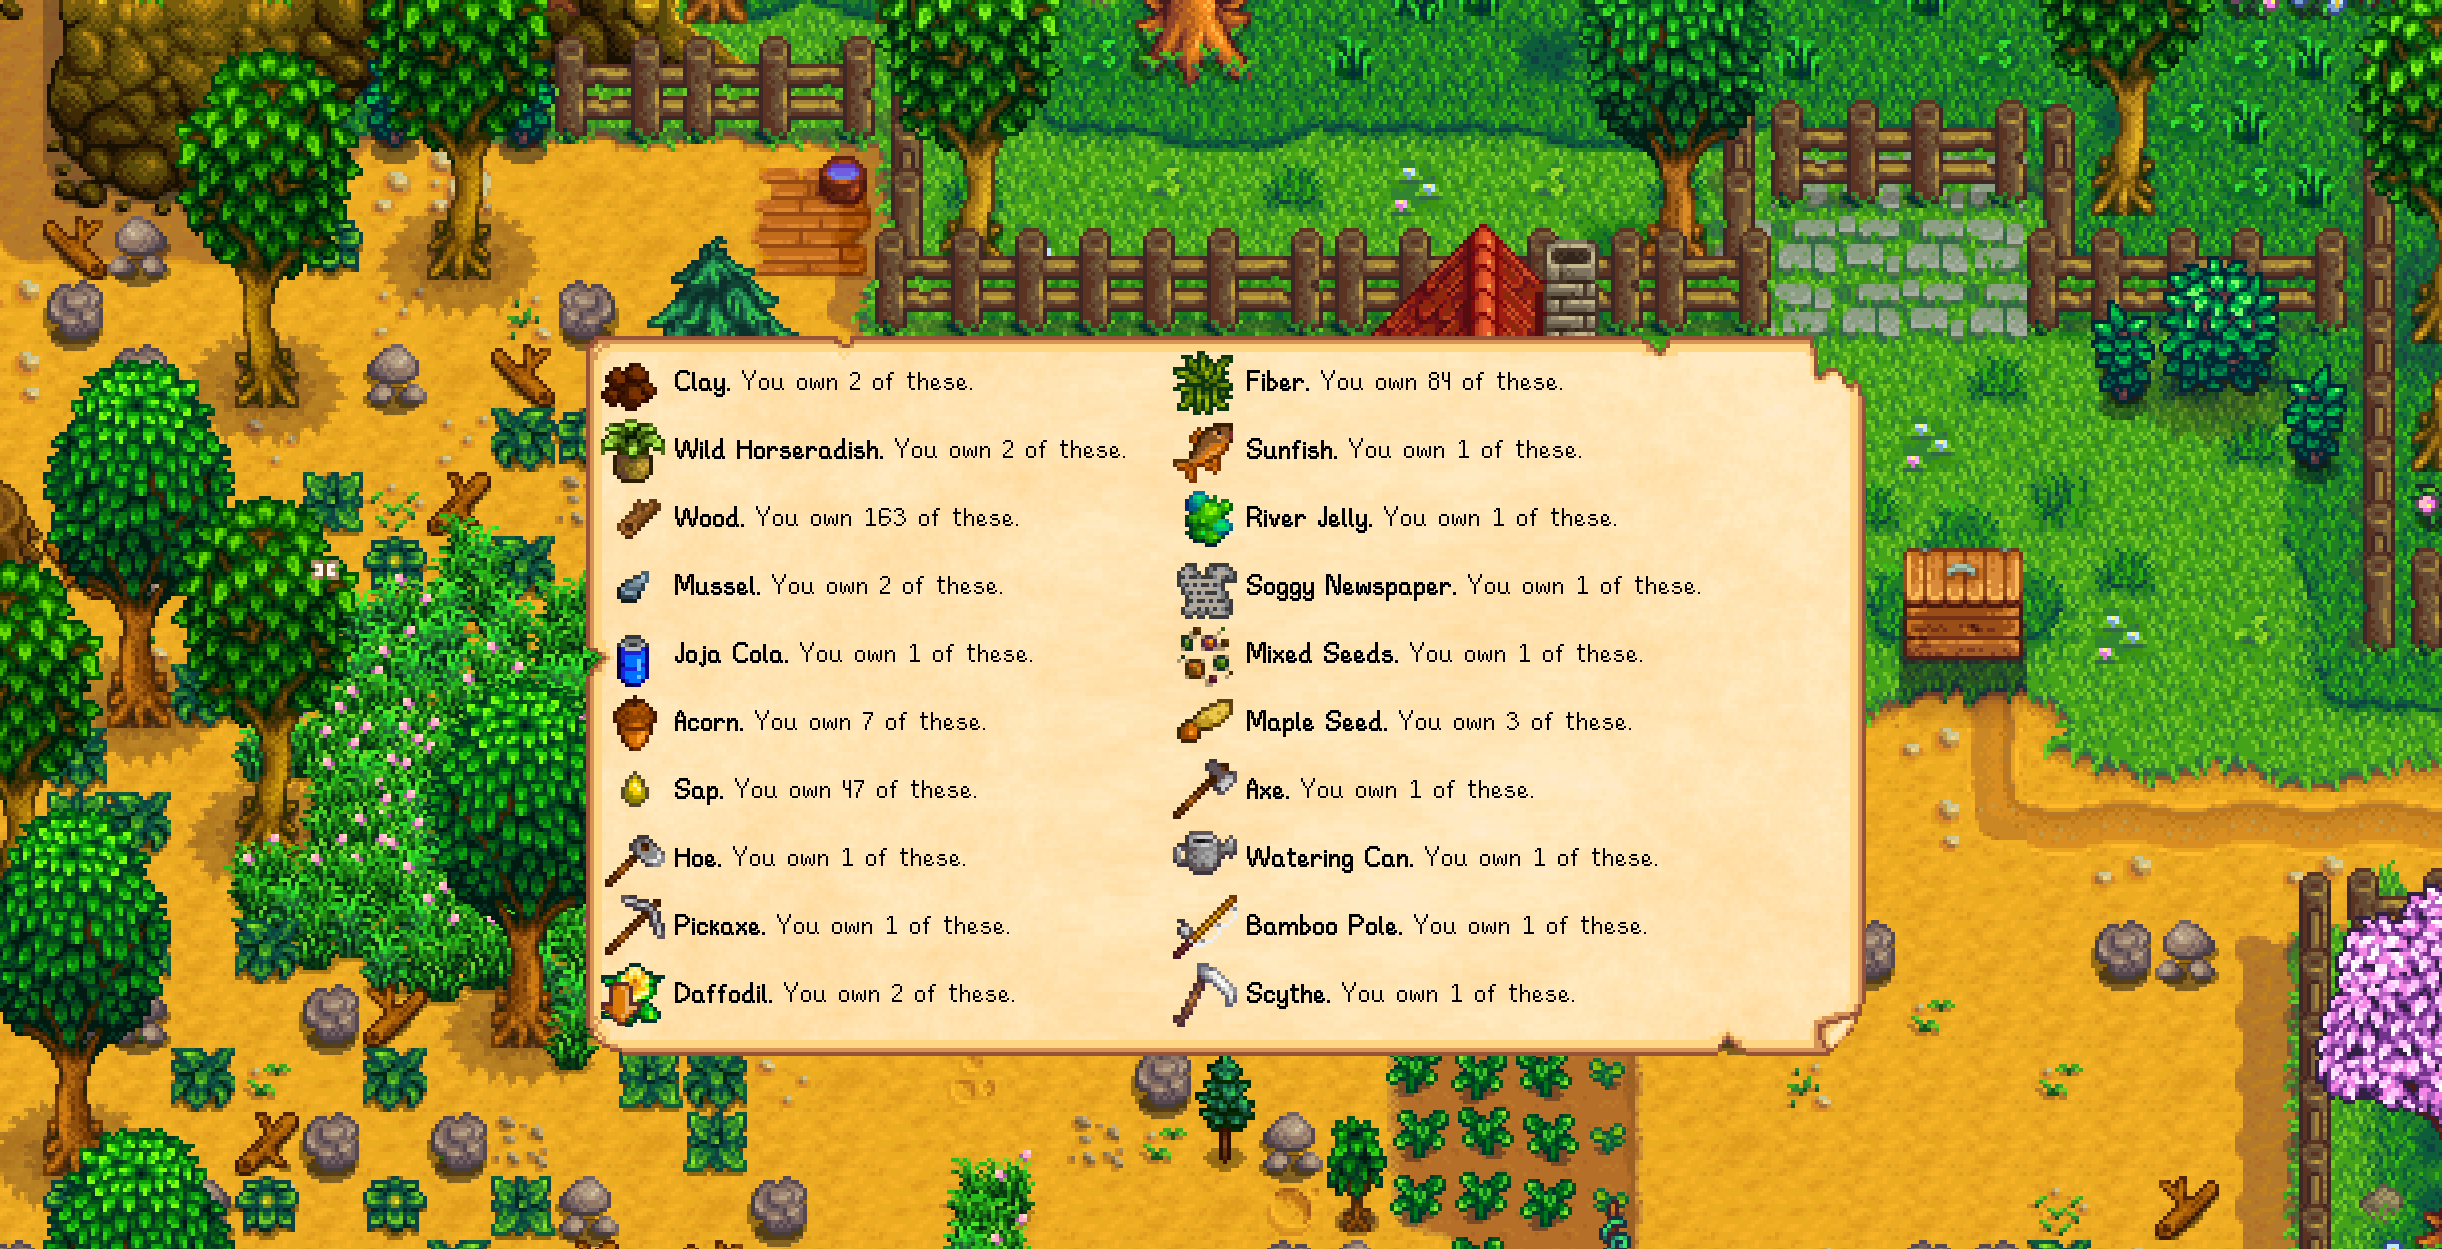 Clay. You own 2 of these.
Wild Horseradish. You own 2 of these.
Wood. You own 163 of these.
Mussel. You own 2 of these.
Joja Cola. You own 1 of these.
Acorn. You own 7 of these.
Sap. You own 47 of these.
Hoe. You own 1 of these.
Pickaxe. You own 1 of these.
Daffodil. You own 2 of these.
Fiber. You own 84 of these.
Sunfish. You own 1 of these.
River Jelly. You own 1 of these.
Soggy Newspaper. You own 1 of these.
Mixed Seeds. You own 1 of these.
Maple Seed. You own 3 of these.
Axe. You own 1 of these.
Watering Can. You own 1 of these.
Bamboo Pole. You own 1 of these.
Scythe. You own 1 of these.